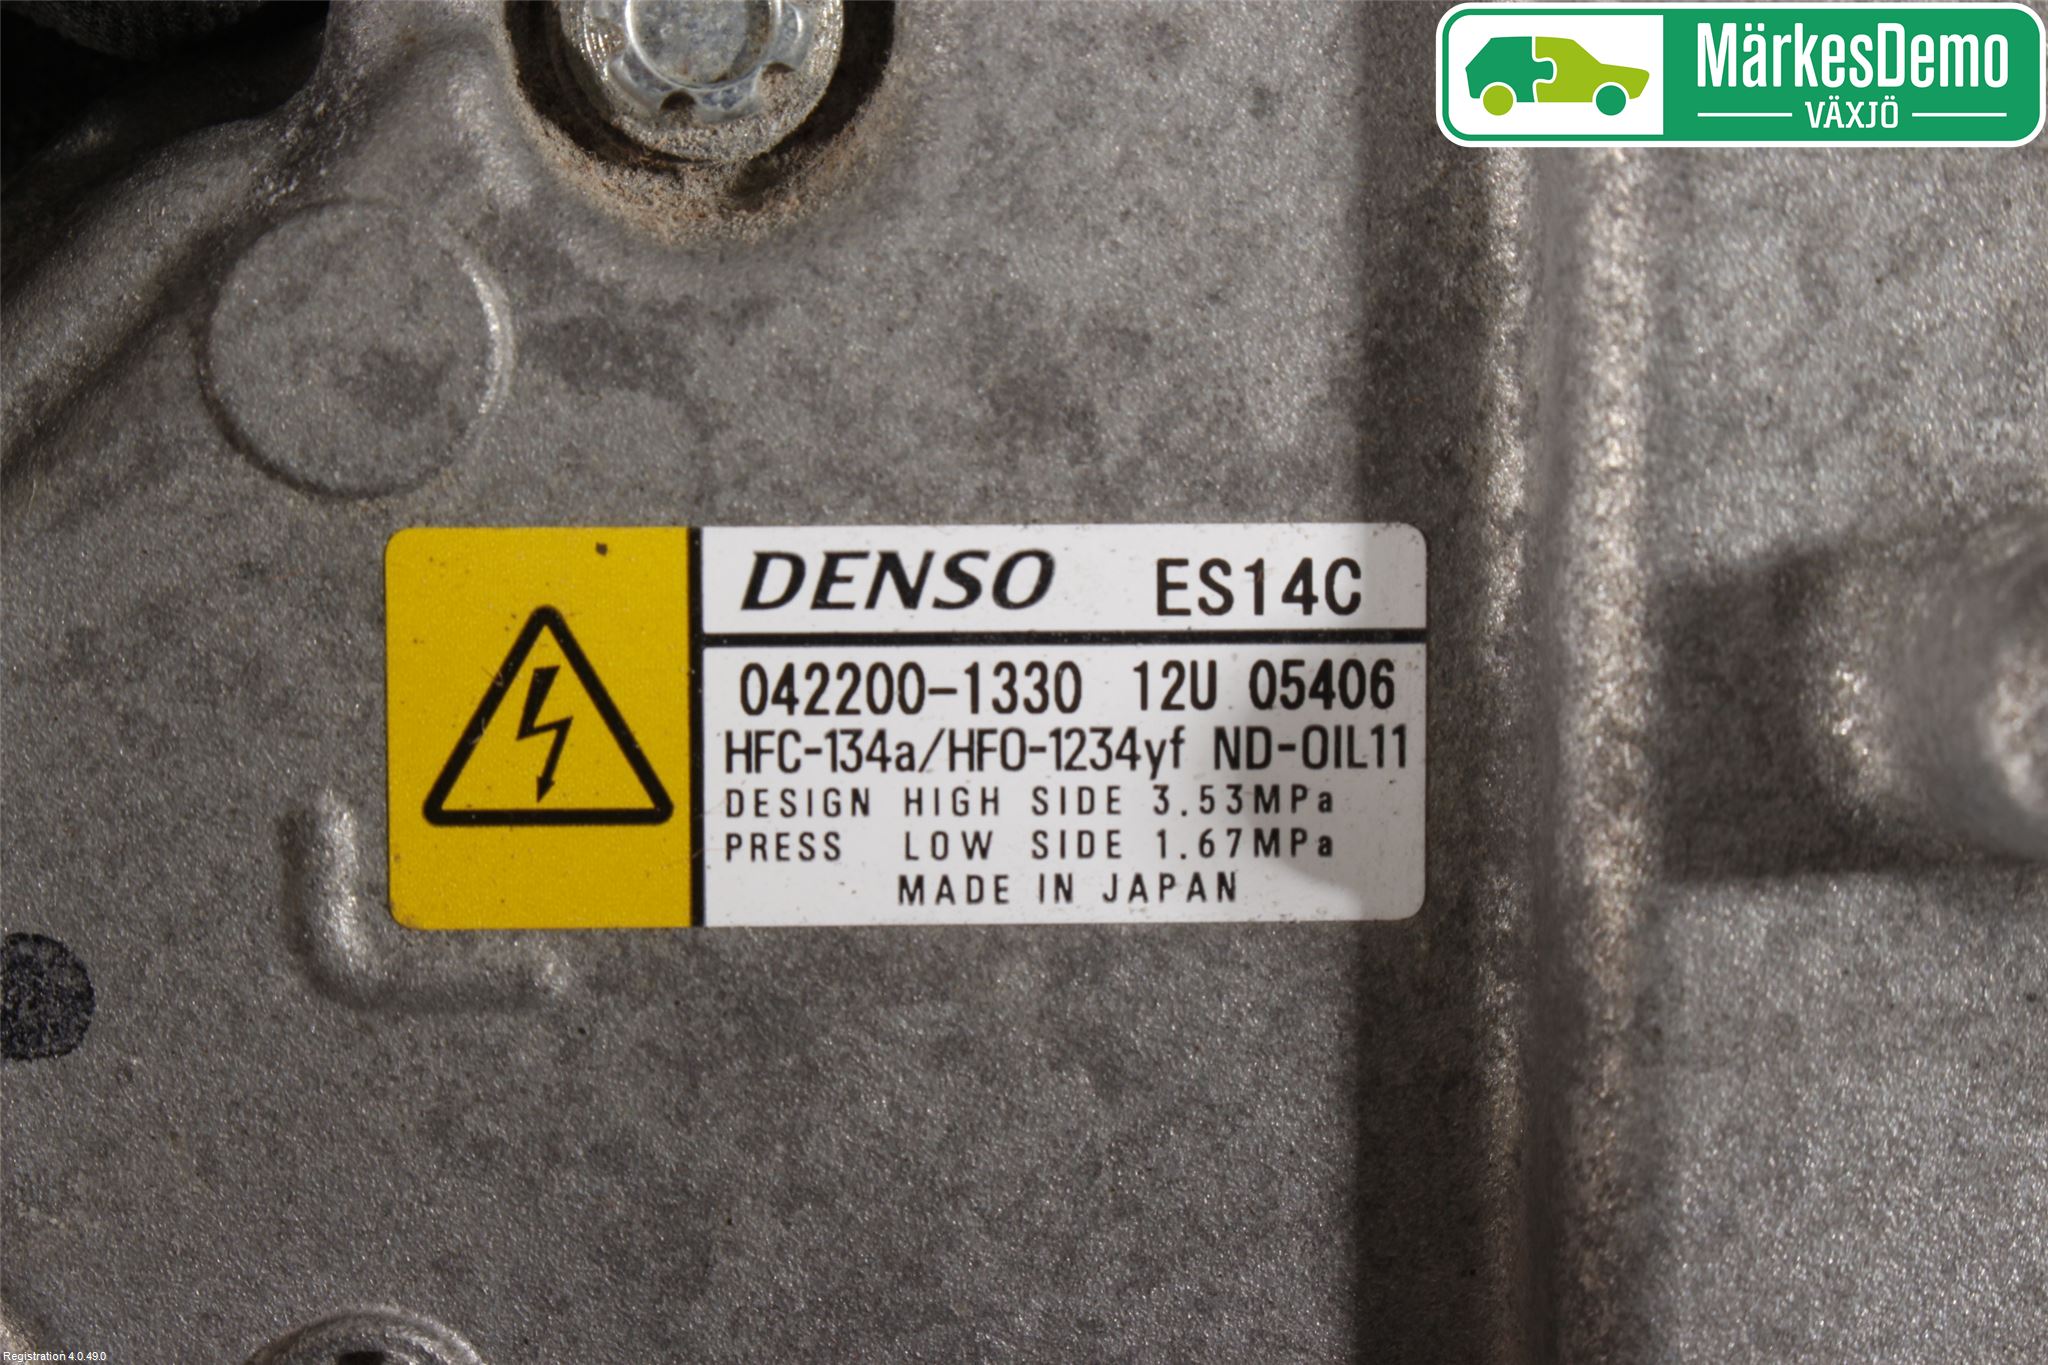 MärkesDemo
VÄXJÖ
DENSO ES14C
042200-1330 12U 05406
HFC-134a/HFO-1234yf ND-OIL11
DESIGN HIGH SIDE 3.53MPa
PRESS LOW SIDE 1.67MPa
MADE IN JAPAN
Registration 4.0.49.0